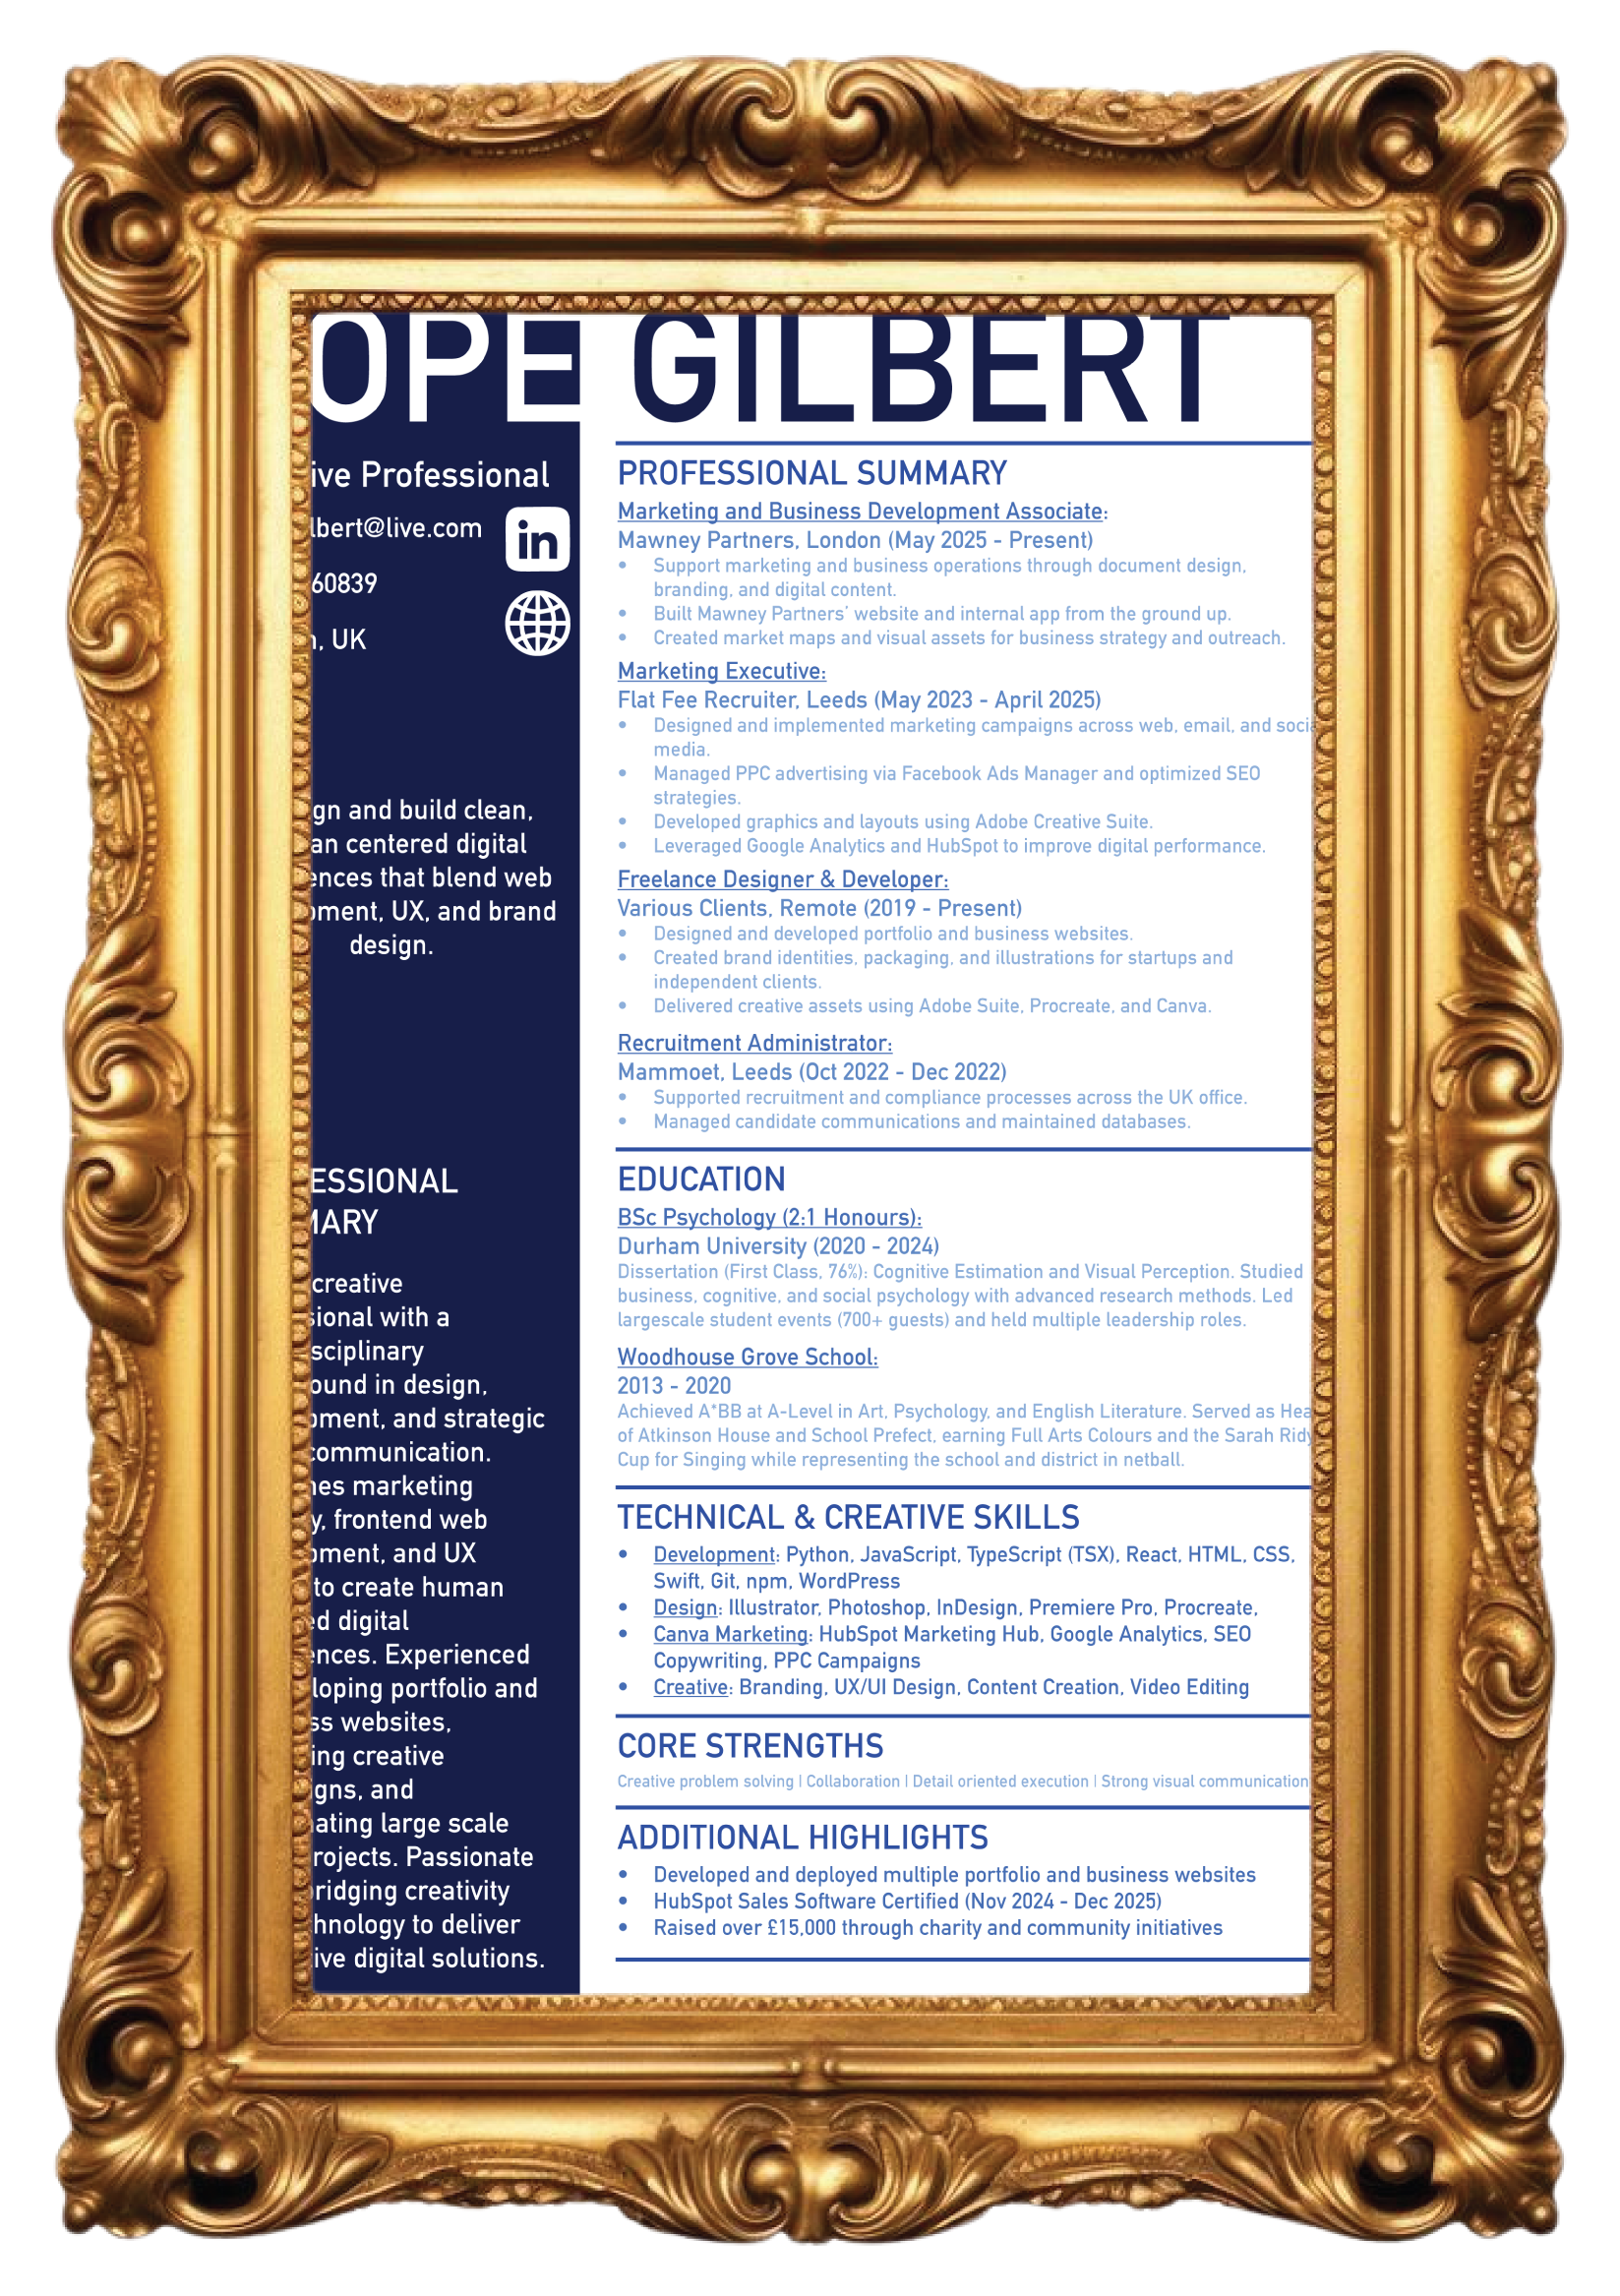 OPE GILBERT
ive Professional
lbert@live.com
in
60839
, UK
gn and build clean,
an centered digital
ences that blend web
pment, UX, and brand
design.
ESSIONAL
MARY
creative
sional with a
sciplinary
ound in design,
pment, and strategic
communication.
nes marketing
y, frontend web
pment, and UX
to create human
ed digital
ences. Experienced
loping portfolio and
ss websites,
ing creative
igns, and
nating large scale
rojects. Passionate
bridging creativity
hnology to deliver
ive digital solutions.
PROFESSIONAL SUMMARY
Marketing and Business Development Associate:
Mawney Partners, London (May 2025 - Present)
• Support marketing and business operations through document design,
branding, and digital content.
• Built Mawney Partners’ website and internal app from the ground up.
• Created market maps and visual assets for business strategy and outreach.
Marketing Executive:
Flat Fee Recruiter, Leeds (May 2023 - April 2025)
• Designed and implemented marketing campaigns across web, email, and socia
media.
• Managed PPC advertising via Facebook Ads Manager and optimized SEO
strategies.
• Developed graphics and layouts using Adobe Creative Suite.
• Leveraged Google Analytics and HubSpot to improve digital performance.
Freelance Designer & Developer:
Various Clients, Remote (2019 - Present)
• Designed and developed portfolio and business websites.
• Created brand identities, packaging, and illustrations for startups and
independent clients.
• Delivered creative assets using Adobe Suite, Procreate, and Canva.
Recruitment Administrator:
Mammoet, Leeds (Oct 2022 - Dec 2022)
• Supported recruitment and compliance processes across the UK office.
• Managed candidate communications and maintained databases.
EDUCATION
BSc Psychology (2:1 Honours):
Durham University (2020 - 2024)
Dissertation (First Class, 76%): Cognitive Estimation and Visual Perception. Studied
business, cognitive, and social psychology with advanced research methods. Led
largescale student events (700+ guests) and held multiple leadership roles.
Woodhouse Grove School:
2013 - 2020
Achieved A*BB at A-Level in Art, Psychology, and English Literature. Served as Hea
of Atkinson House and School Prefect, earning Full Arts Colours and the Sarah Ridy
Cup for Singing while representing the school and district in netball.
TECHNICAL & CREATIVE SKILLS
• Development: Python, JavaScript, TypeScript (TSX), React, HTML, CSS,
Swift, Git, npm, WordPress
• Design: Illustrator, Photoshop, InDesign, Premiere Pro, Procreate,
• Canva Marketing: HubSpot Marketing Hub, Google Analytics, SEO
Copywriting, PPC Campaigns
• Creative: Branding, UX/UI Design, Content Creation, Video Editing
CORE STRENGTHS
Creative problem solving | Collaboration | Detail oriented execution | Strong visual communication
ADDITIONAL HIGHLIGHTS
• Developed and deployed multiple portfolio and business websites
• HubSpot Sales Software Certified (Nov 2024 - Dec 2025)
• Raised over £15,000 through charity and community initiatives